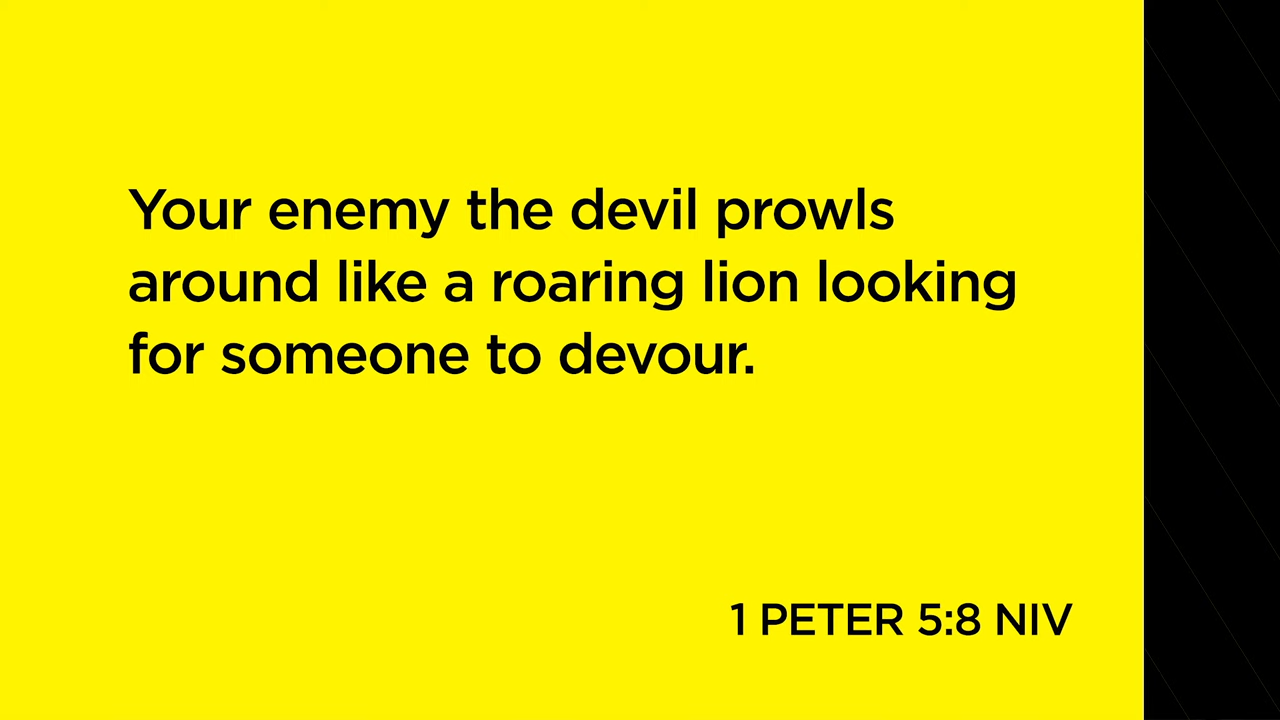 Your enemy the devil prowls
around like a roaring lion looking
for someone to devour.
1 PETER 5:8 NIV